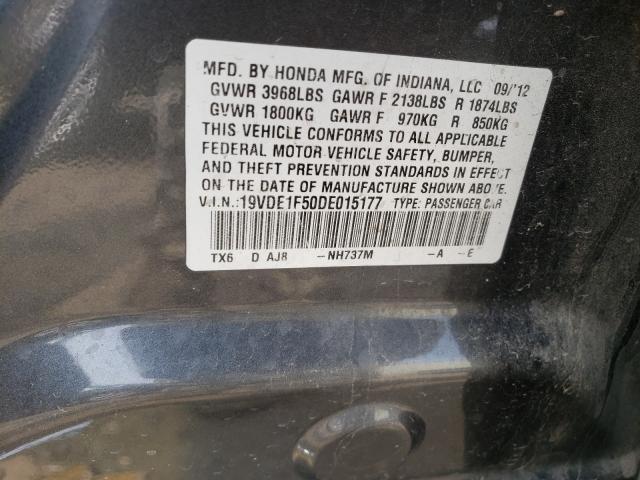 MFD. BY HONDA MFG. OF INDIANA, LLC 09/'12
GVWR 3968LBS GAWR F 2138LBS R 1874LBS
GVWR 1800KG GAWR F 970KG R 850KG
THIS VEHICLE CONFORMS TO ALL APPLICABLE
FEDERAL MOTOR VEHICLE SAFETY, BUMPER,
AND THEFT PREVENTION STANDARDS IN EFFECT
ON THE DATE OF MANUFACTURE SHOWN ABOVE.
V.I.N.: 19VDE1F50DE015177 TYPE: PASSENGER CAR
TX6 D AJ8 -NH737M -A -E